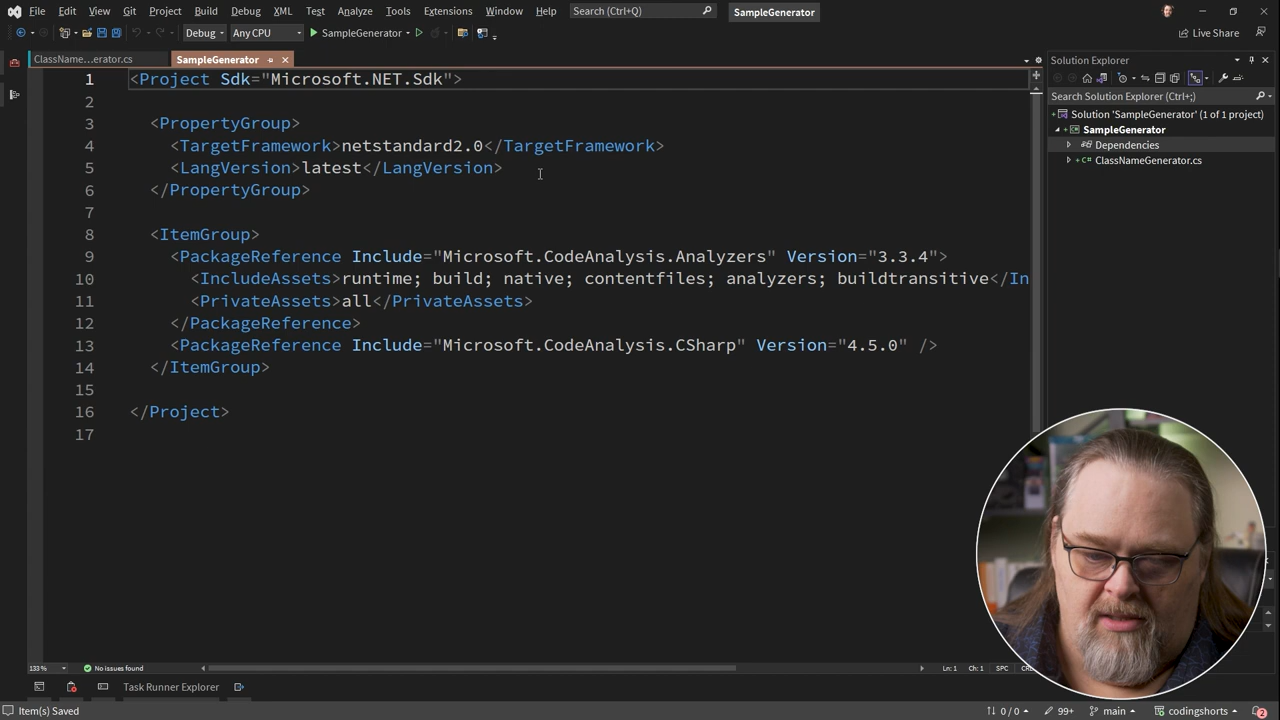 File Edit View Git Project Build Debug XML Test Analyze Tools Extensions Window Help Search (Ctrl+Q) SampleGenerator
Debug Any CPU SampleGenerator Live Share
ClassName...erator.cs SampleGenerator
1 <Project Sdk="Microsoft.NET.Sdk">
2
3 <PropertyGroup>
4 <TargetFramework>netstandard2.0</TargetFramework>
5 <LangVersion>latest</LangVersion>
6 </PropertyGroup>
7
8 <ItemGroup>
9 <PackageReference Include="Microsoft.CodeAnalysis.Analyzers" Version="3.3.4">
10 <IncludeAssets>runtime; build; native; contentfiles; analyzers; buildtransitive</In
11 <PrivateAssets>all</PrivateAssets>
12 </PackageReference>
13 <PackageReference Include="Microsoft.CodeAnalysis.CSharp" Version="4.5.0" />
14 </ItemGroup>
15
16 </Project>
17
Solution Explorer
Search Solution Explorer (Ctrl+;)
Solution 'SampleGenerator' (1 of 1 project)
SampleGenerator
Dependencies
C# ClassNameGenerator.cs
133 % No issues found Ln: 1 Ch: 1 SPC
Task Runner Explorer
Item(s) Saved 0 / 0 99+ main codingshorts 2